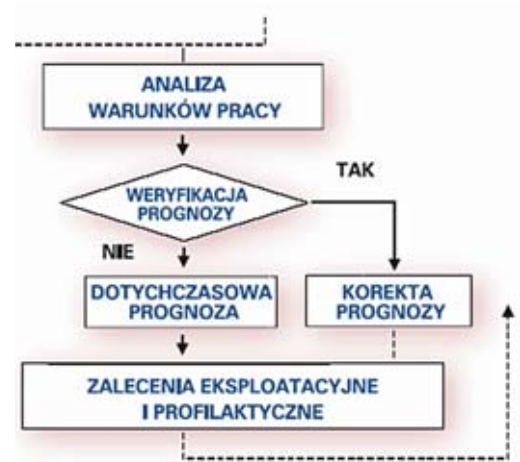 ANALIZA
WARUNKÓW PRACY
WERYFIKACJA
PROGNOZY
TAK
NIE
DOTYCHCZASOWA
PROGNOZA
KOREKTA
PROGNOZY
ZALECENIA EKSPLOATACYJNE
I PROFILAKTYCZNE